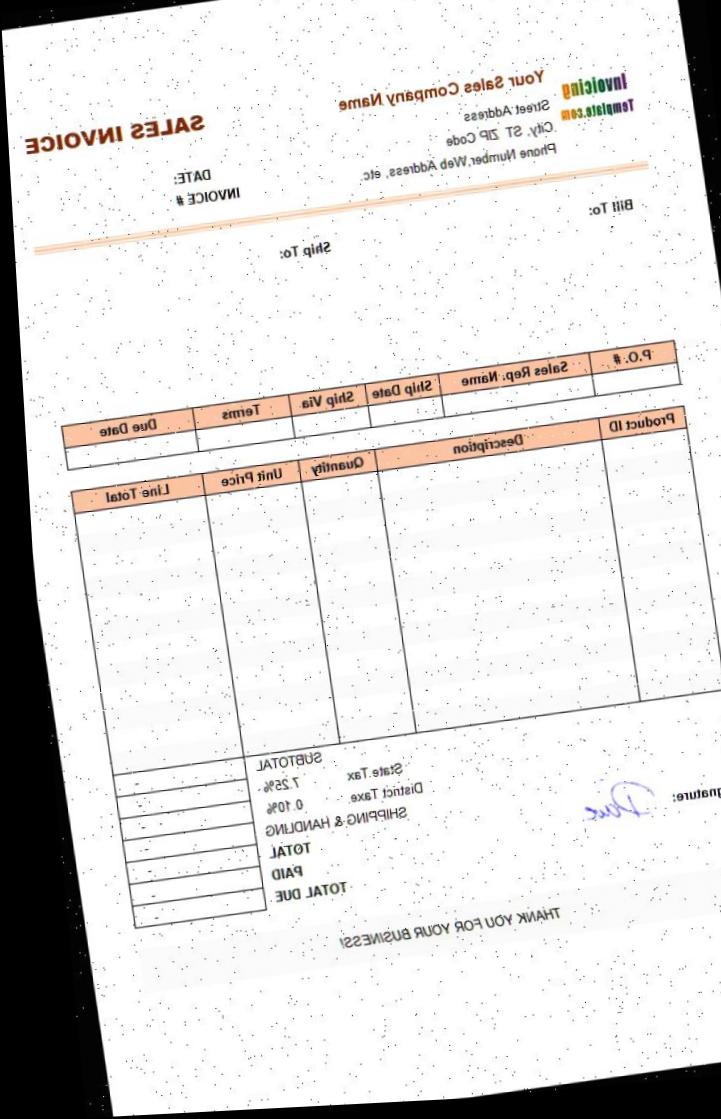 Invoicing
Template.com
Your Sales Company Name
Street Address
City, ST ZIP Code
Phone Number,Web Address, etc.
SALES INVOICE
DATE:
INVOICE #
Bill To:
Ship To:
P.O. # Sales Rep. Name Ship Date Ship Via Terms Due Date
Product ID Description Quantity Unit Price Line Total
SUBTOTAL -
State Tax 7.25% -
District Taxe 0.10% -
SHIPPING & HANDLING -
TOTAL -
PAID -
TOTAL DUE -
gnature:
THANK YOU FOR YOUR BUSINESS!